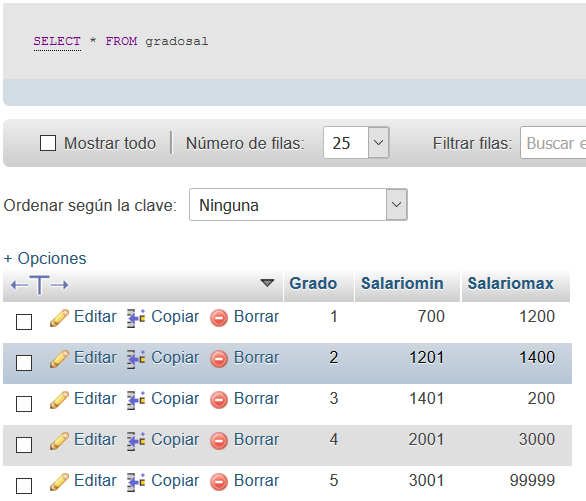 SELECT * FROM gradosal
Mostrar todo Número de filas: 25 Filtrar filas: Buscar e
Ordenar según la clave: Ninguna
+ Opciones
←T→ Grado Salariomin Salariomax
Editar Copiar Borrar 1 700 1200
Editar Copiar Borrar 2 1201 1400
Editar Copiar Borrar 3 1401 200
Editar Copiar Borrar 4 2001 3000
Editar Copiar Borrar 5 3001 99999